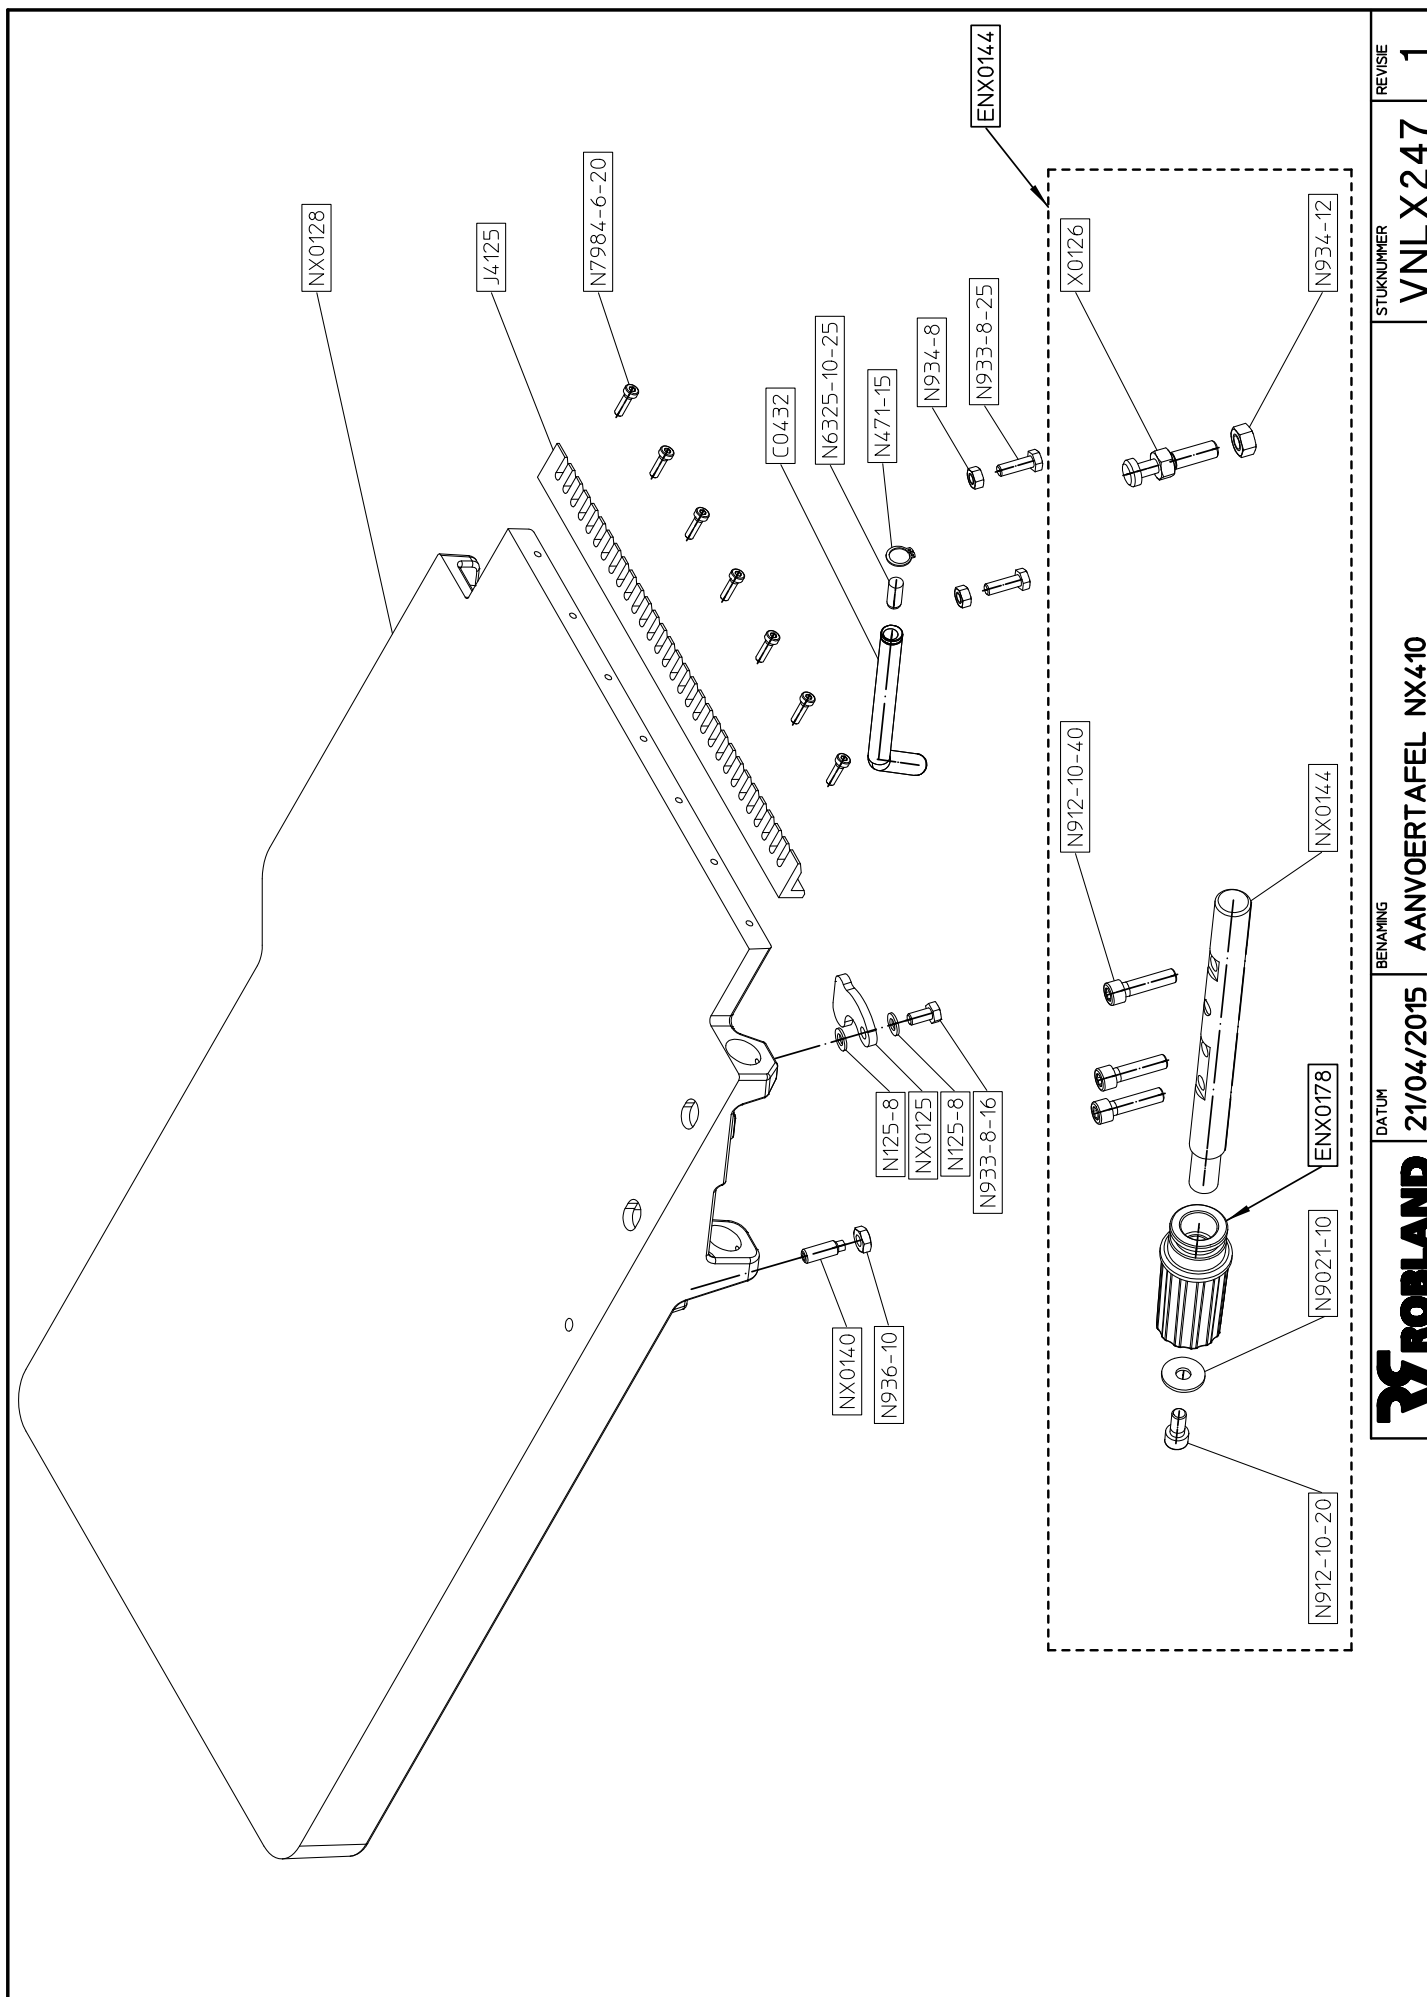 NX0128
J4125
N7984-6-20
C0432
N6325-10-25
N471-15
N934-8
N933-8-25
ENX0144
N125-8
NX0125
N125-8
N933-8-16
NX0140
N936-10
X0126
N934-12
N912-10-40
NX0144
ENX0178
N9021-10
N912-10-20
ROBLAND
DATUM
21/04/2015
BENAMING
AANVOERTAFEL NX410
STUKNUMMER
VNLX247
REVISIE
1